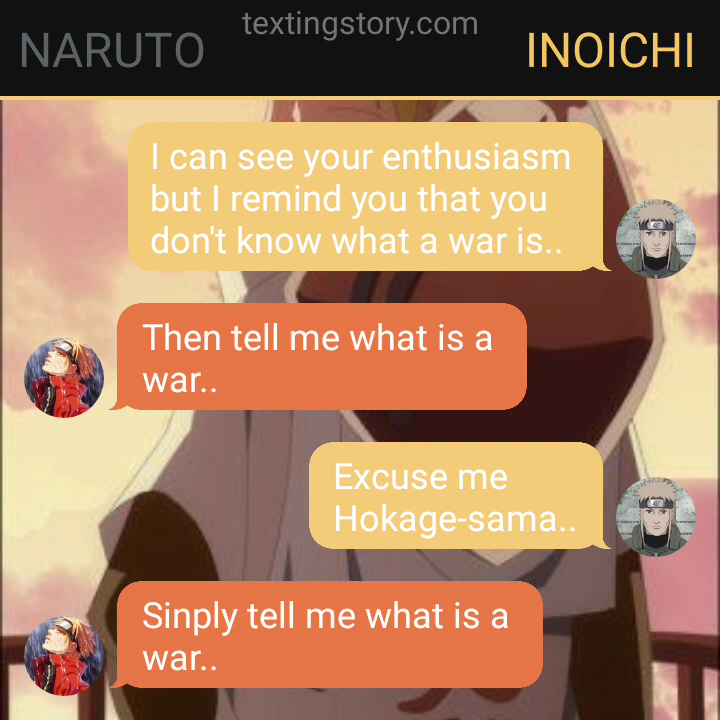 textingstory.com
NARUTO
INOICHI
I can see your enthusiasm
but I remind you that you
don't know what a war is..
Then tell me what is a
war..
Excuse me
Hokage-sama..
Sinply tell me what is a
war..